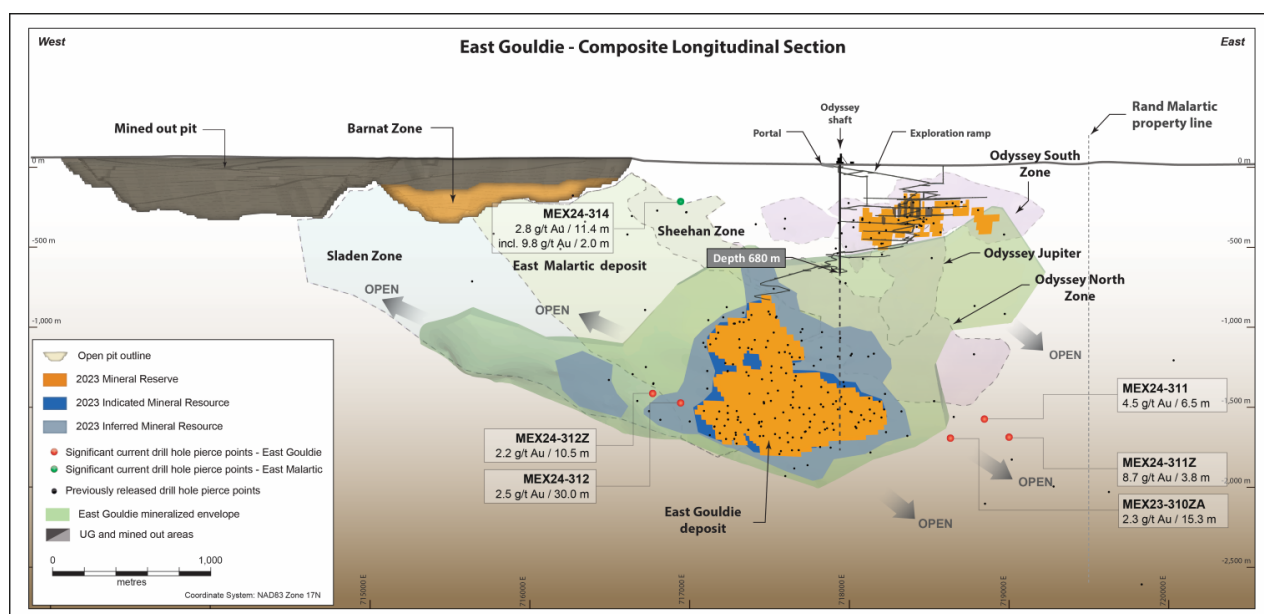 West
East Gouldie - Composite Longitudinal Section
East
Mined out pit
Barnat Zone
Portal
Odyssey
shaft
Exploration ramp
Rand Malartic
property line
Odyssey South
Zone
0 m
0 m
MEX24-314
2.8 g/t Au / 11.4 m
incl. 9.8 g/t Au / 2.0 m
Sheehan Zone
-500 m
-500 m
Sladen Zone
East Malartic deposit
Depth 680 m
Odyssey Jupiter
Odyssey North
Zone
OPEN
OPEN
-1,000 m
-1,000 m
OPEN
Open pit outline
2023 Mineral Reserve
2023 Indicated Mineral Resource
2023 Inferred Mineral Resource
Significant current drill hole pierce points - East Gouldie
Significant current drill hole pierce points - East Malartic
Previously released drill hole pierce points
East Gouldie mineralized envelope
UG and mined out areas
0
1,000
metres
Coordinate System: NAD83 Zone 17N
MEX24-312Z
2.2 g/t Au / 10.5 m
MEX24-312
2.5 g/t Au / 30.0 m
East Gouldie
deposit
MEX24-311
4.5 g/t Au / 6.5 m
-1,500 m
MEX24-311Z
8.7 g/t Au / 3.8 m
OPEN
MEX23-310ZA
2.3 g/t Au / 15.3 m
-2,000 m
OPEN
-2,500 m
715000 E
716000 E
717000 E
718000 E
719000 E
720000 E